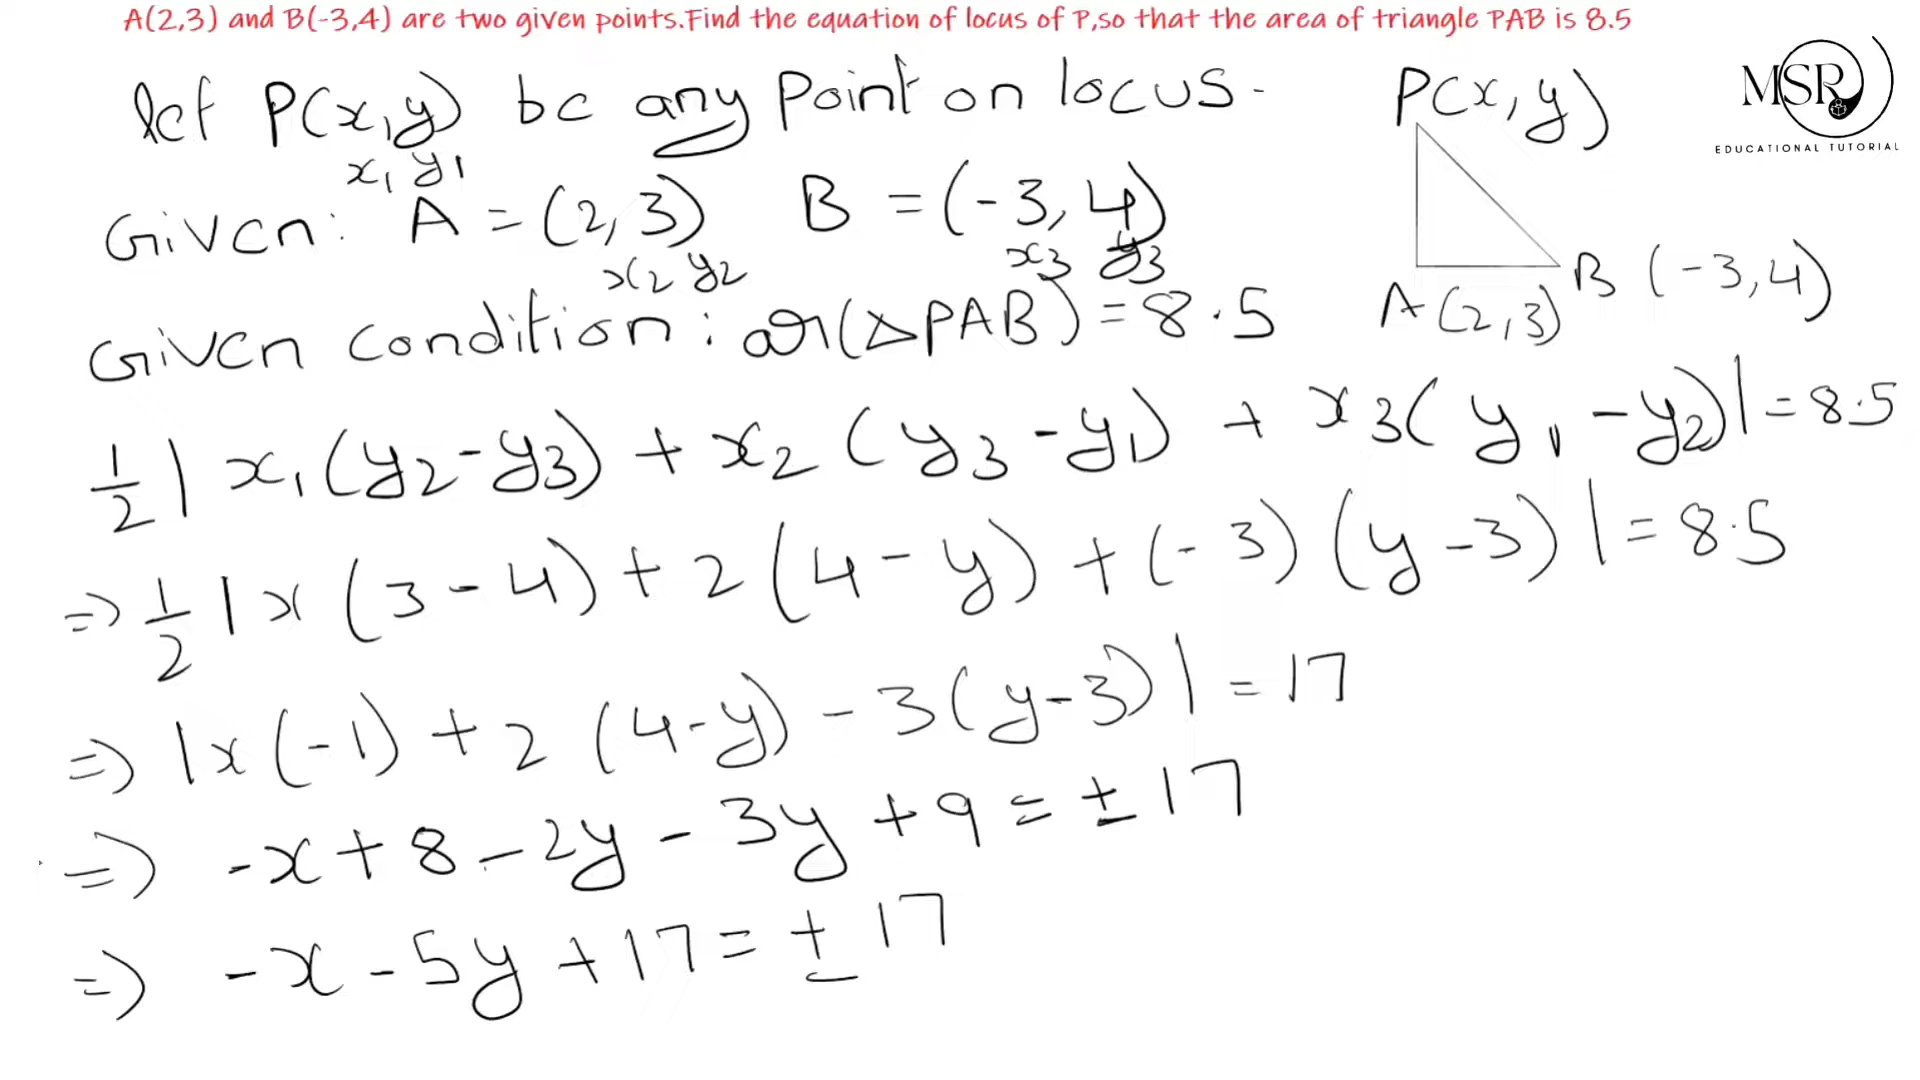 A(2,3) and B(-3,4) are two given points.Find the equation of locus of P,so that the area of triangle PAB is 8.5
let P(x,y) be any point on locus.
x₁ y₁
P(x,y)
MSR
EDUCATIONAL TUTORIAL
Given: A = (2,3) B = (-3,4)
x₂ y₂ x₃ y₃
A(2,3) B (-3,4)
Given condition: ar(△PAB) = 8.5
1/2 | x₁(y₂-y₃) + x₂(y₃-y₁) + x₃(y₁-y₂)| = 8.5
=> 1/2 |x(3-4) + 2(4-y) + (-3)(y-3)| = 8.5
=> |x(-1) + 2(4-y) - 3(y-3)| = 17
=> -x+8-2y-3y+9 = ±17
=> -x-5y+17 = ±17